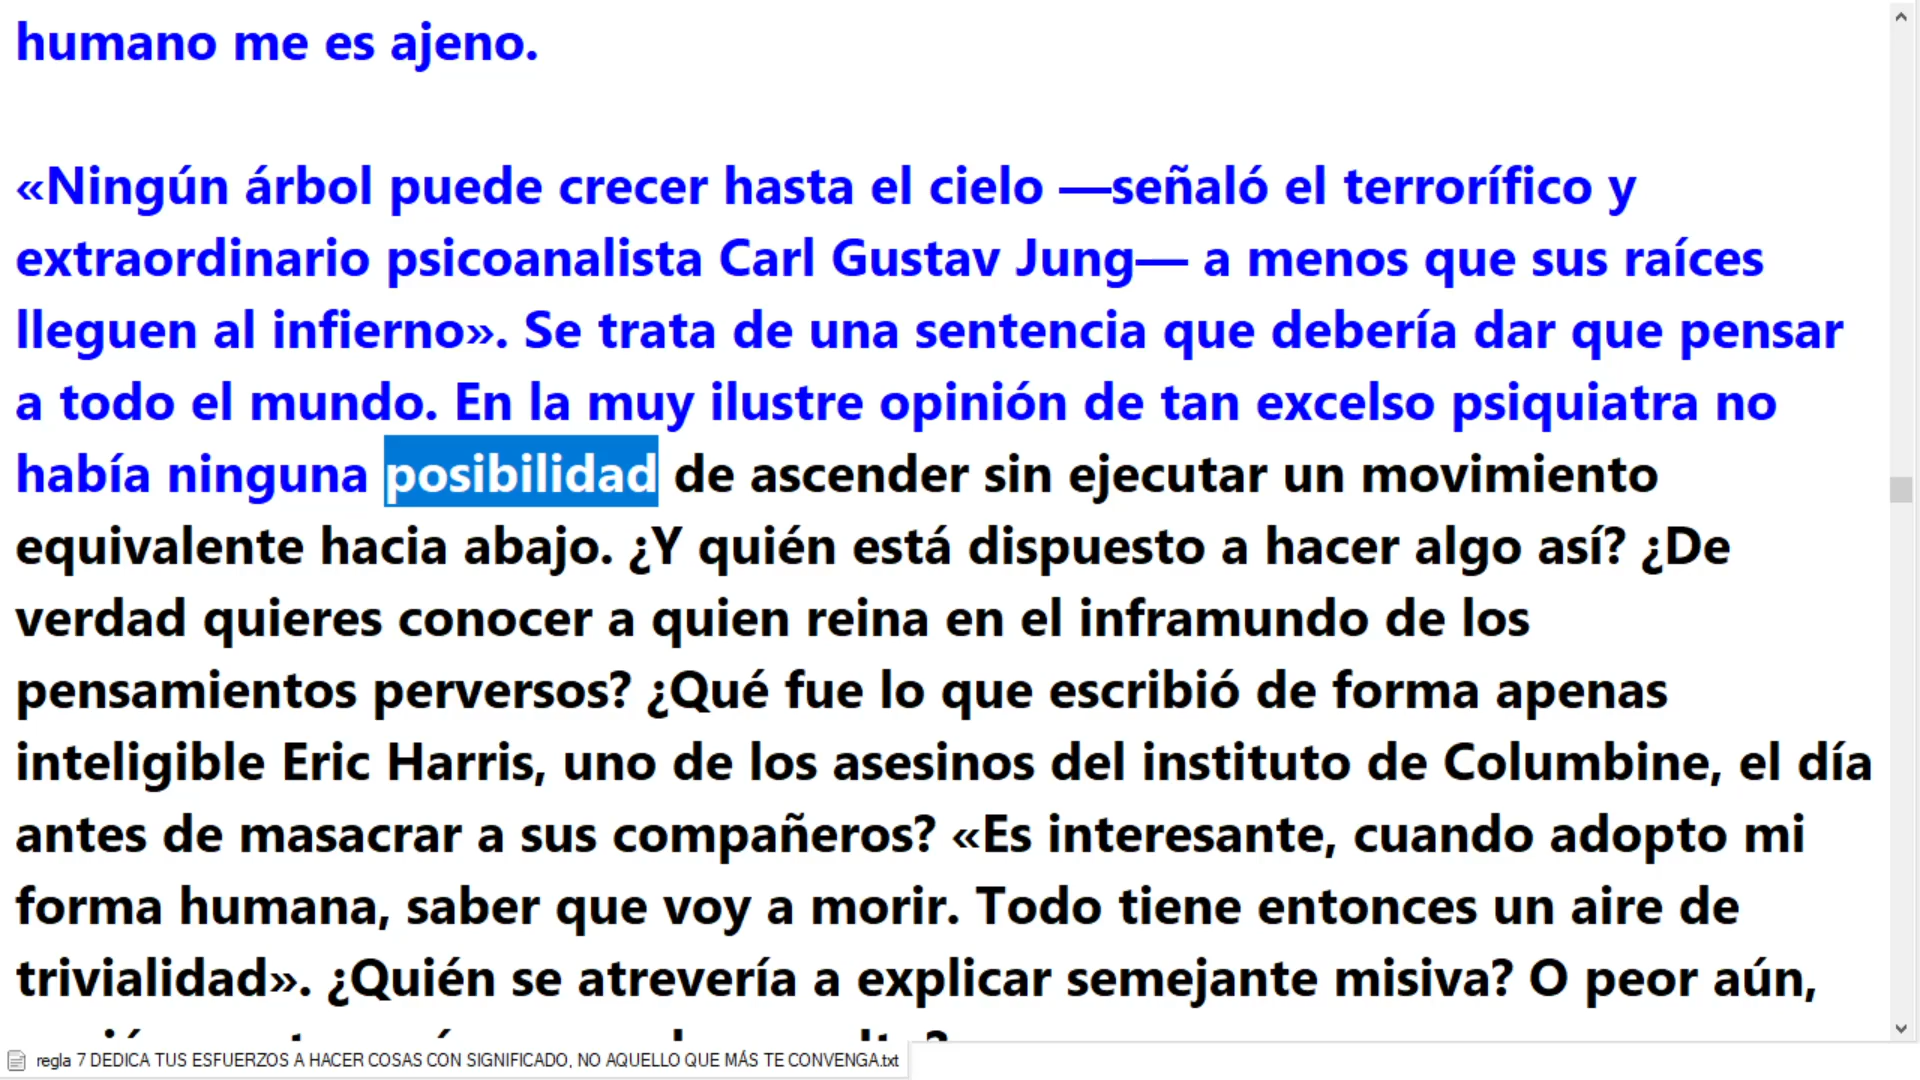 humano me es ajeno.
«Ningún árbol puede crecer hasta el cielo —señaló el terrorífico y
extraordinario psicoanalista Carl Gustav Jung— a menos que sus raíces
lleguen al infierno». Se trata de una sentencia que debería dar que pensar
a todo el mundo. En la muy ilustre opinión de tan excelso psiquiatra no
había ninguna posibilidad de ascender sin ejecutar un movimiento
equivalente hacia abajo. ¿Y quién está dispuesto a hacer algo así? ¿De
verdad quieres conocer a quien reina en el inframundo de los
pensamientos perversos? ¿Qué fue lo que escribió de forma apenas
inteligible Eric Harris, uno de los asesinos del instituto de Columbine, el día
antes de masacrar a sus compañeros? «Es interesante, cuando adopto mi
forma humana, saber que voy a morir. Todo tiene entonces un aire de
trivialidad». ¿Quién se atrevería a explicar semejante misiva? O peor aún,
regla 7 DEDICA TUS ESFUERZOS A HACER COSAS CON SIGNIFICADO, NO AQUELLO QUE MÁS TE CONVENGA.txt